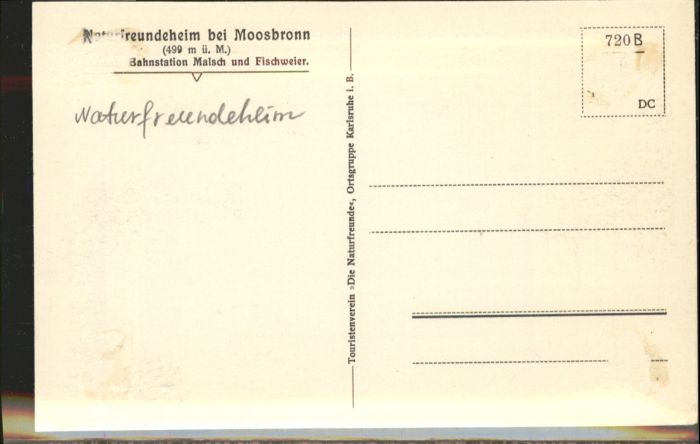 Naturfreundeheim bei Moosbronn
(499 m ü. M.)
Bahnstation Malsch und Fischweier.
Naturfreundeheim
Touristenverein »Die Naturfreunde«, Ortsgruppe Karlsruhe i. B.
720 B
DC